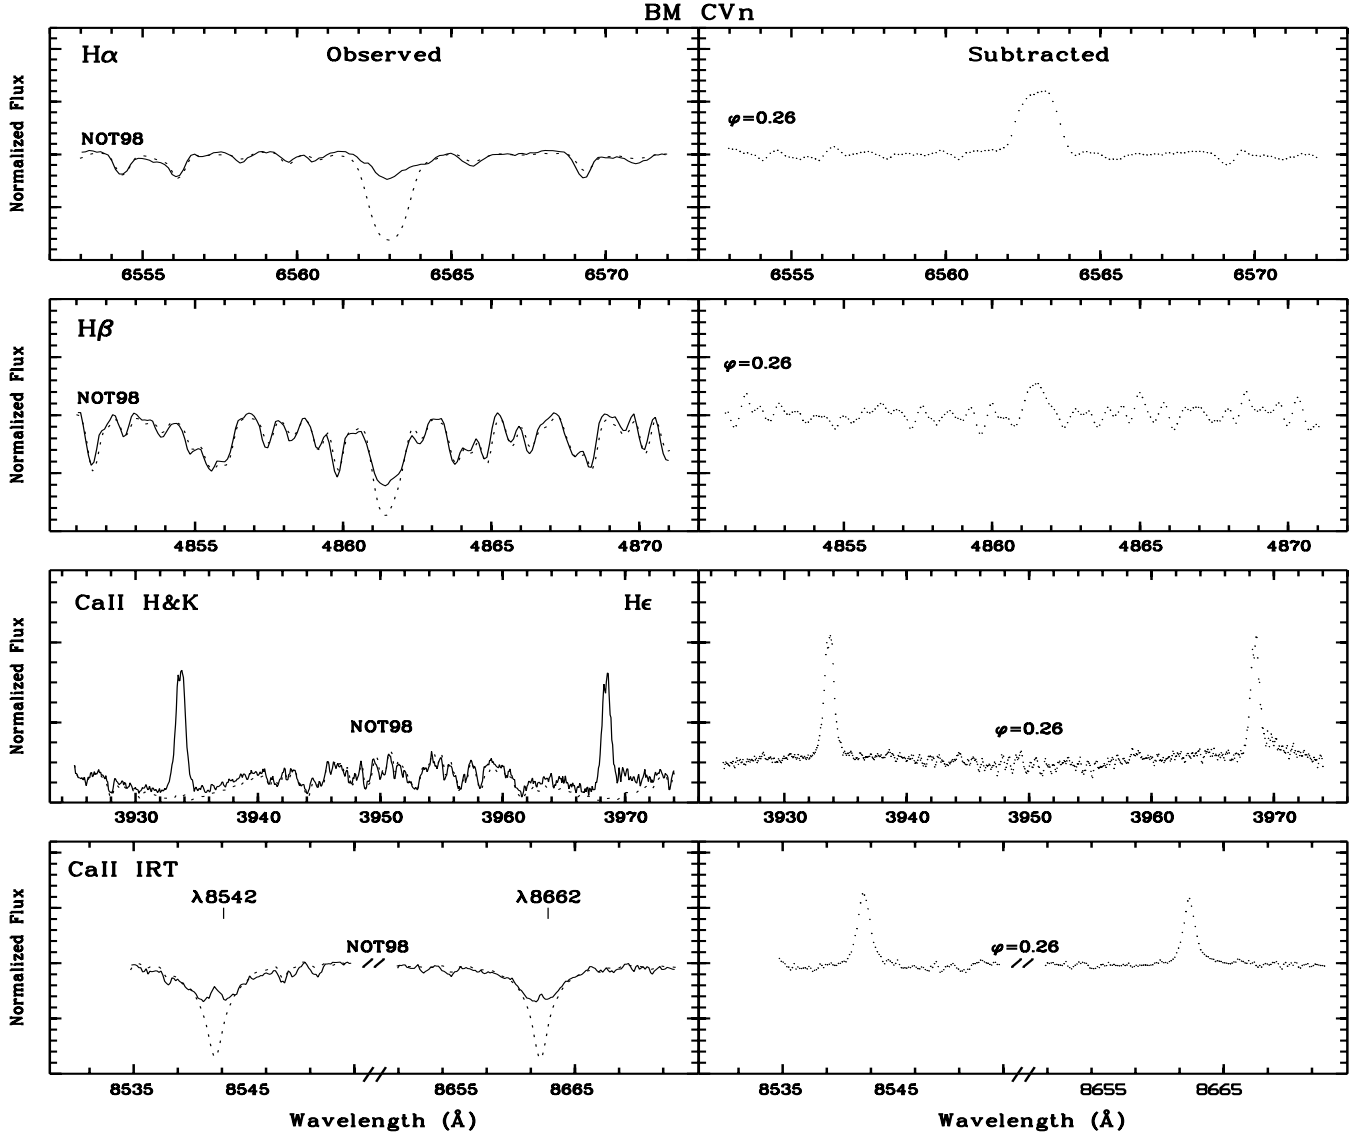 BM CVn
Hα Observed Subtracted
Normalized Flux
NOT98
φ=0.26
6555 6560 6565 6570 6555 6560 6565 6570
Hβ
Normalized Flux
NOT98
φ=0.26
4855 4860 4865 4870 4855 4860 4865 4870
CaII H&K Hϵ
Normalized Flux
NOT98
φ=0.26
3930 3940 3950 3960 3970 3930 3940 3950 3960 3970
CaII IRT
Normalized Flux
λ8542 λ8662
NOT98
φ=0.26
8535 8545 8655 8665 8535 8545 8655 8665
Wavelength (Å) Wavelength (Å)